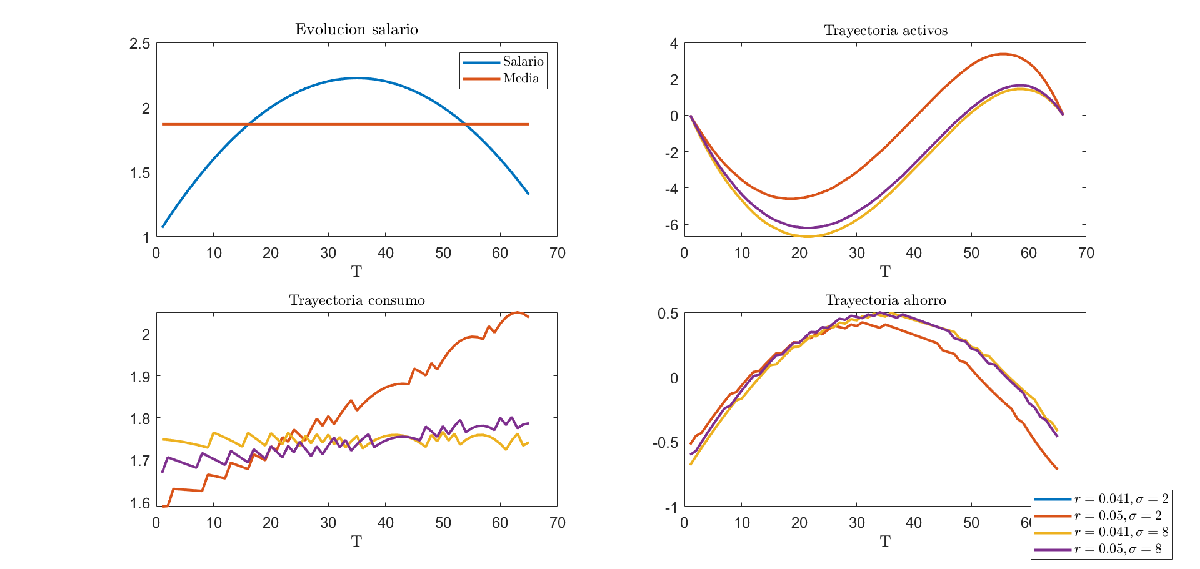 Evolucion salario
2.5
2
1.5
1
0 10 20 30 40 50 60 70
T
Salario
Media
Trayectoria activos
4
2
0
-2
-4
-6
0 10 20 30 40 50 60 70
T
Trayectoria consumo
2
1.9
1.8
1.7
1.6
0 10 20 30 40 50 60 70
T
Trayectoria ahorro
0.5
0
-0.5
-1
0 10 20 30 40 50 6
T
r = 0.041, σ = 2
r = 0.05, σ = 2
r = 0.041, σ = 8
r = 0.05, σ = 8